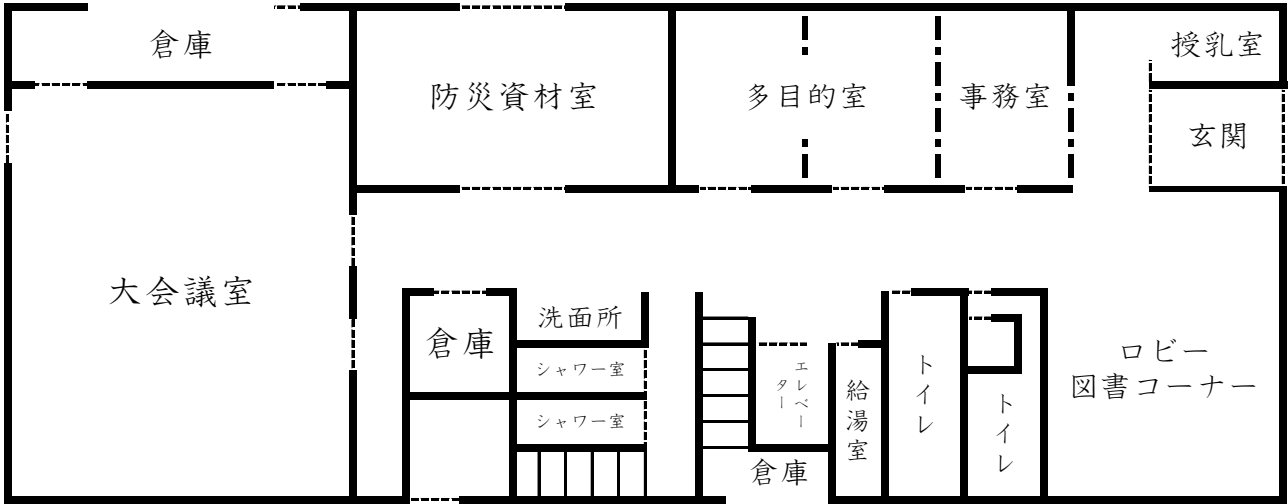 倉庫
防災資材室
多目的室
事務室
授乳室
玄関
大会議室
倉庫
洗面所
シャワー室
シャワー室
エレベー
ター
倉庫
給湯室
トイレ
トイレ
ロビー
図書コーナー